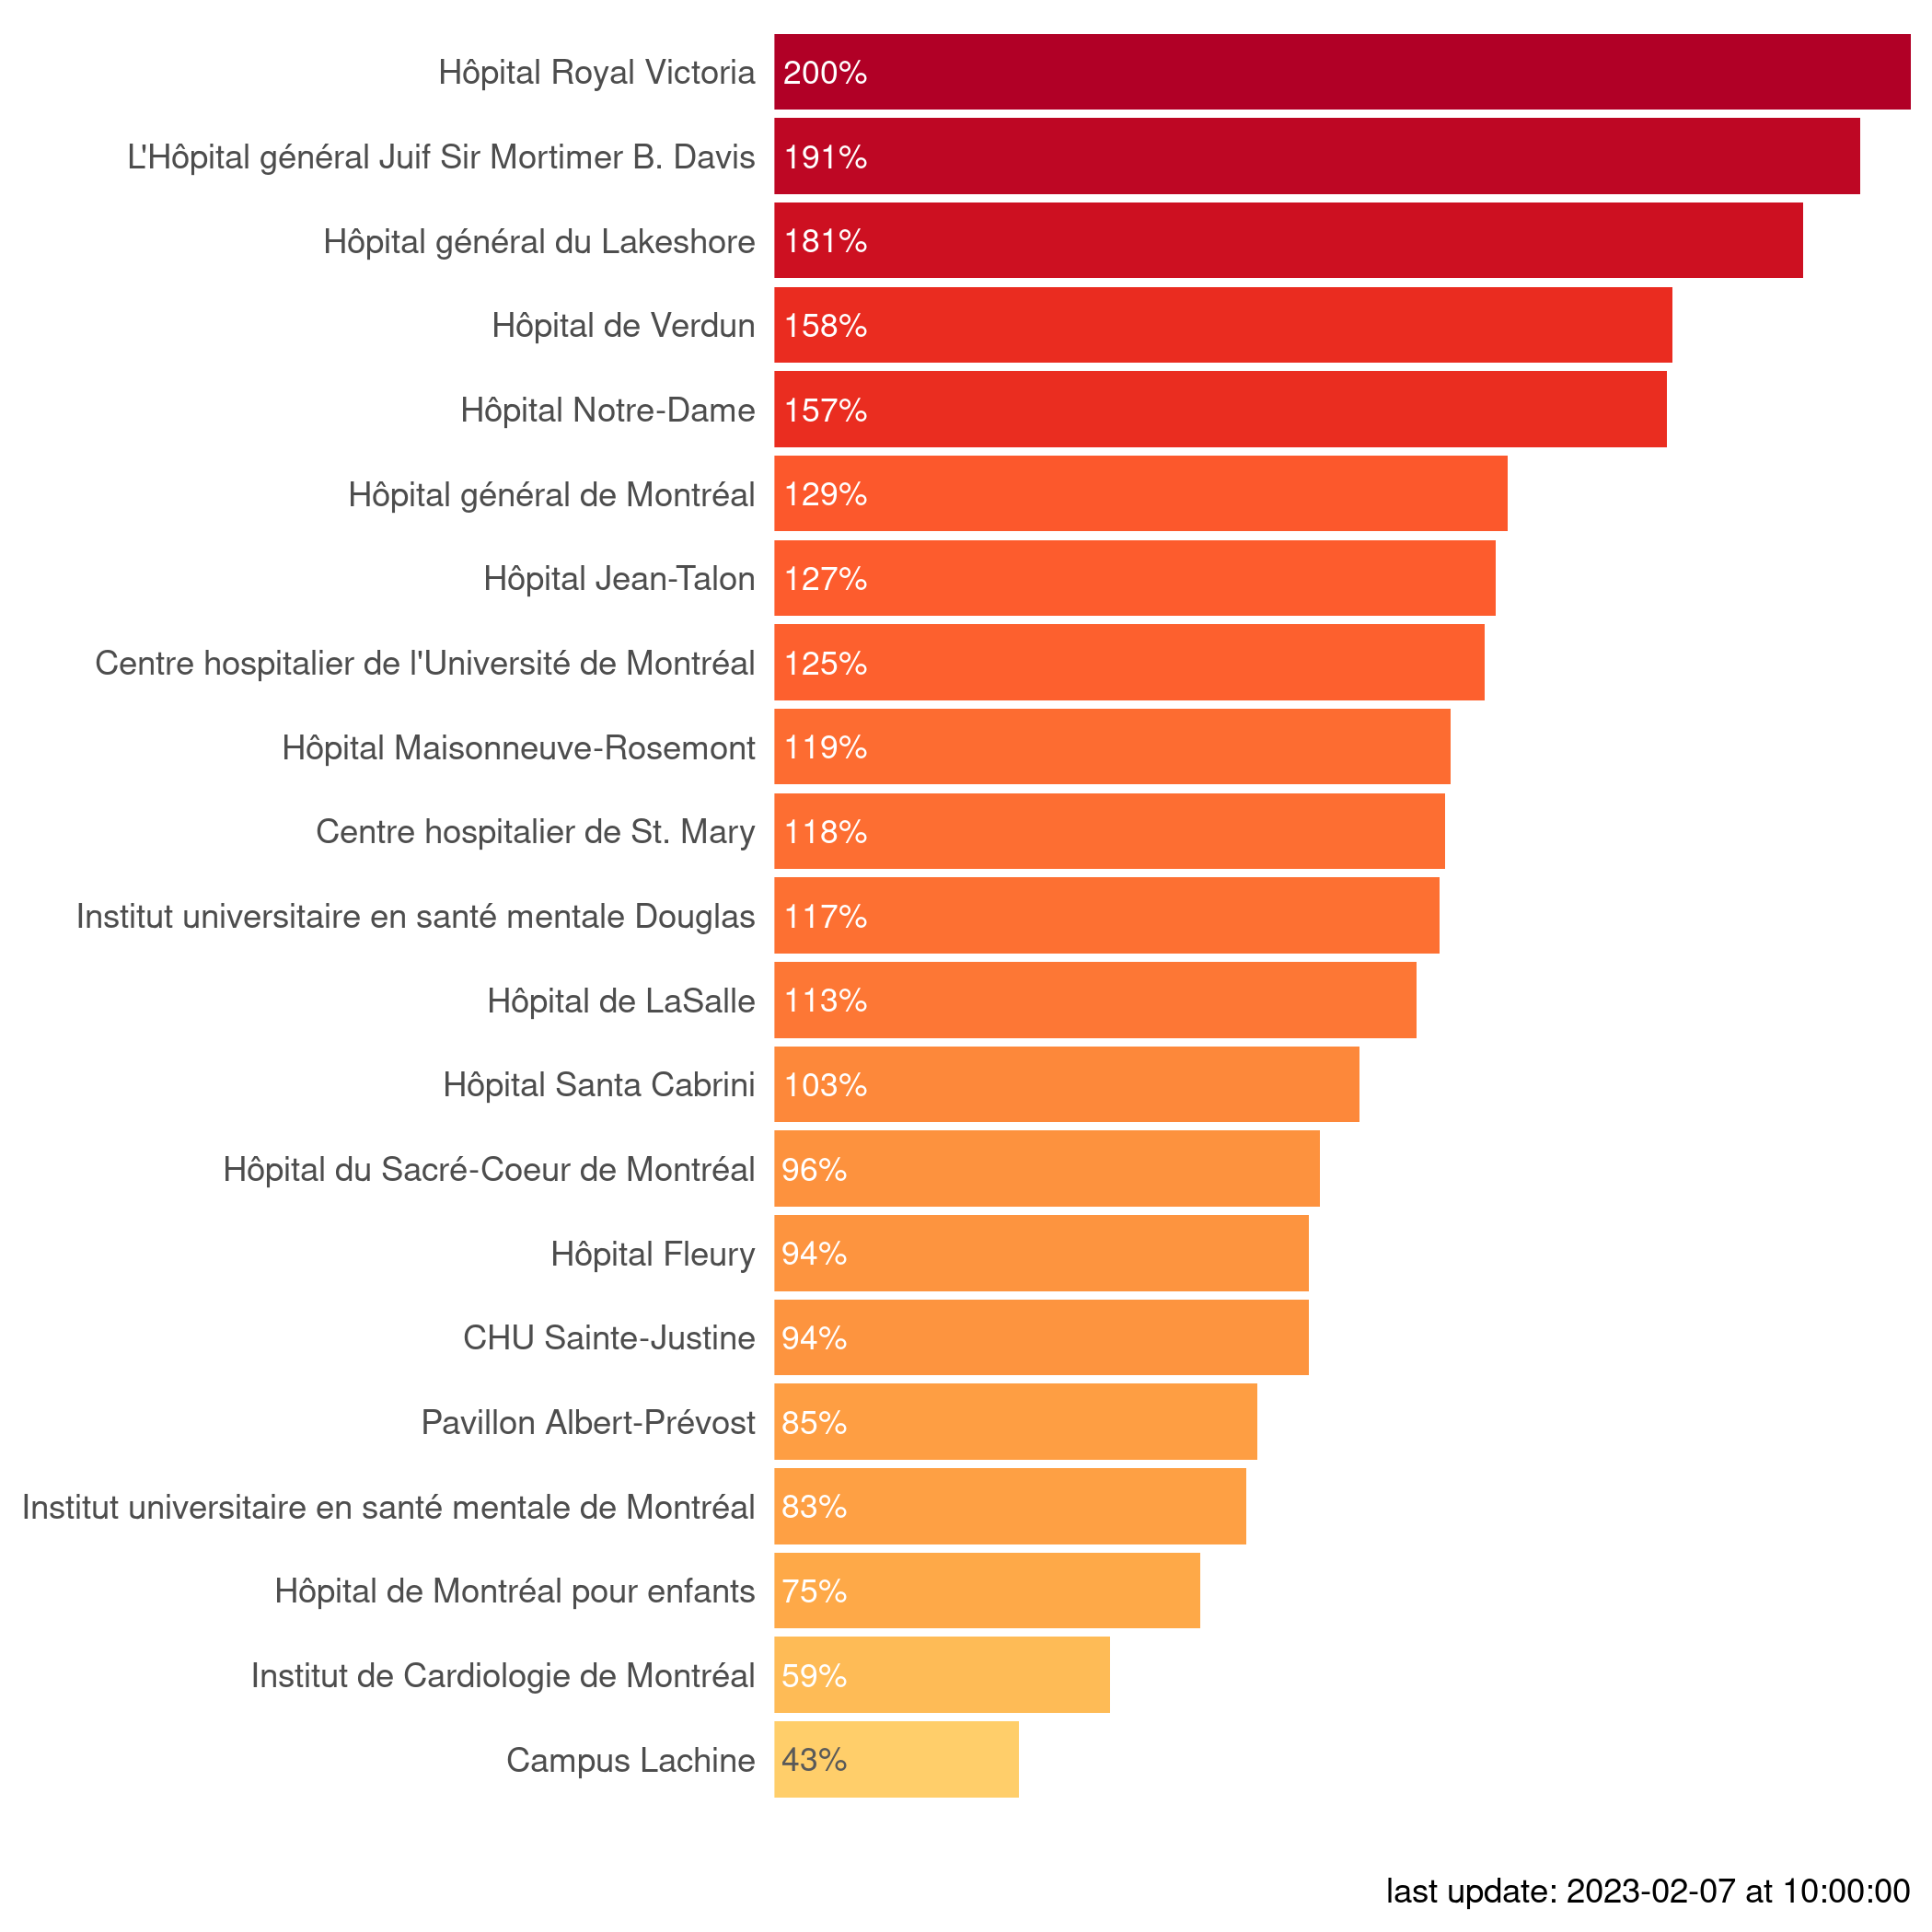 Hôpital Royal Victoria 200%
L'Hôpital général Juif Sir Mortimer B. Davis 191%
Hôpital général du Lakeshore 181%
Hôpital de Verdun 158%
Hôpital Notre-Dame 157%
Hôpital général de Montréal 129%
Hôpital Jean-Talon 127%
Centre hospitalier de l'Université de Montréal 125%
Hôpital Maisonneuve-Rosemont 119%
Centre hospitalier de St. Mary 118%
Institut universitaire en santé mentale Douglas 117%
Hôpital de LaSalle 113%
Hôpital Santa Cabrini 103%
Hôpital du Sacré-Coeur de Montréal 96%
Hôpital Fleury 94%
CHU Sainte-Justine 94%
Pavillon Albert-Prévost 85%
Institut universitaire en santé mentale de Montréal 83%
Hôpital de Montréal pour enfants 75%
Institut de Cardiologie de Montréal 59%
Campus Lachine 43%
last update: 2023-02-07 at 10:00:00